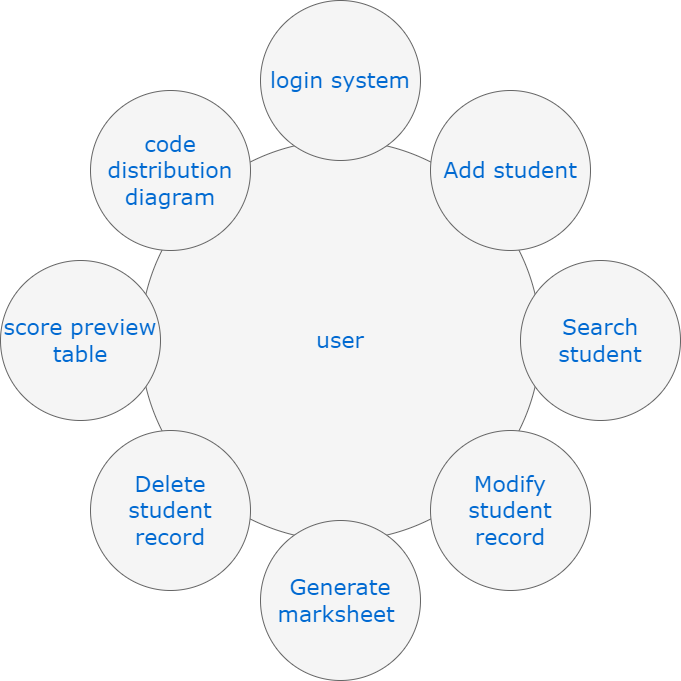 login system
code
distribution
diagram
Add student
score preview
table
user
Search
student
Delete
student
record
Modify
student
record
Generate
marksheet